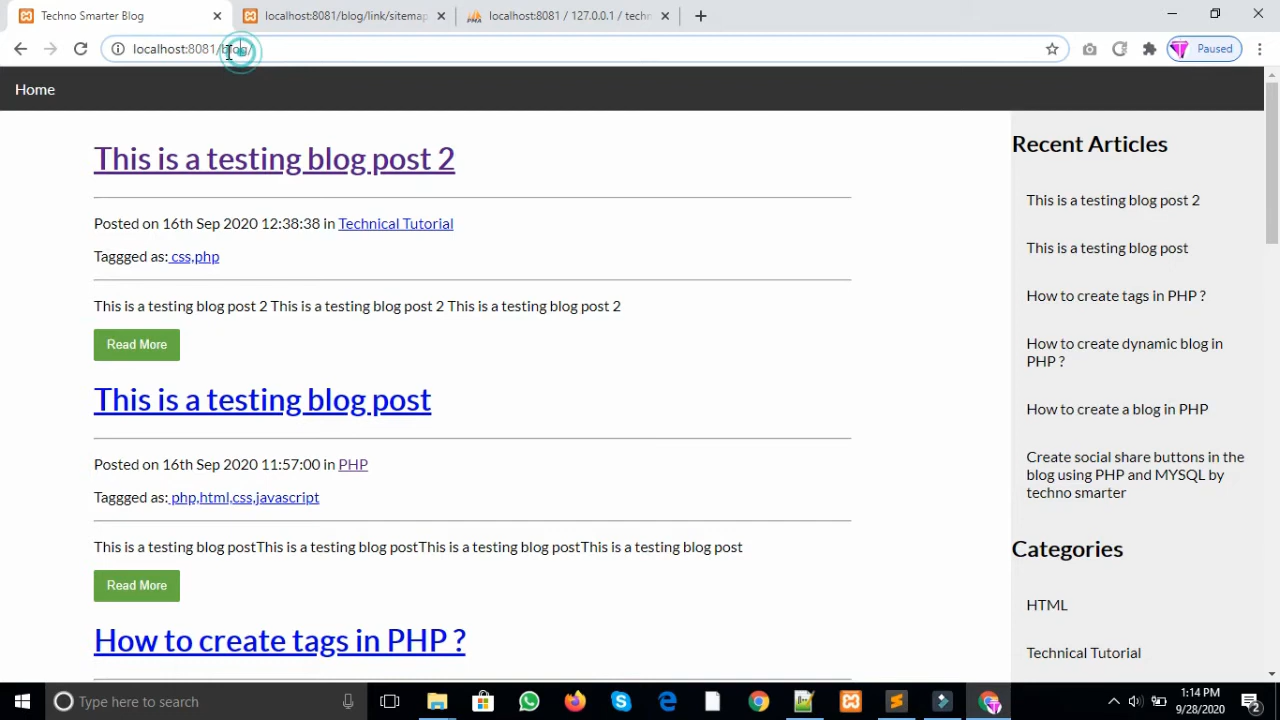 Techno Smarter Blog
localhost:8081/blog/link/sitemap
localhost:8081 / 127.0.0.1 / techn
localhost:8081/blog/
Paused
Home
This is a testing blog post 2
Posted on 16th Sep 2020 12:38:38 in Technical Tutorial
Taggged as: css,php
This is a testing blog post 2 This is a testing blog post 2 This is a testing blog post 2
Read More
This is a testing blog post
Posted on 16th Sep 2020 11:57:00 in PHP
Taggged as: php,html,css,javascript
This is a testing blog postThis is a testing blog postThis is a testing blog postThis is a testing blog post
Read More
How to create tags in PHP ?
Recent Articles
This is a testing blog post 2
This is a testing blog post
How to create tags in PHP ?
How to create dynamic blog in
PHP ?
How to create a blog in PHP
Create social share buttons in the
blog using PHP and MYSQL by
techno smarter
Categories
HTML
Technical Tutorial
Type here to search
1:14 PM
9/28/2020
2